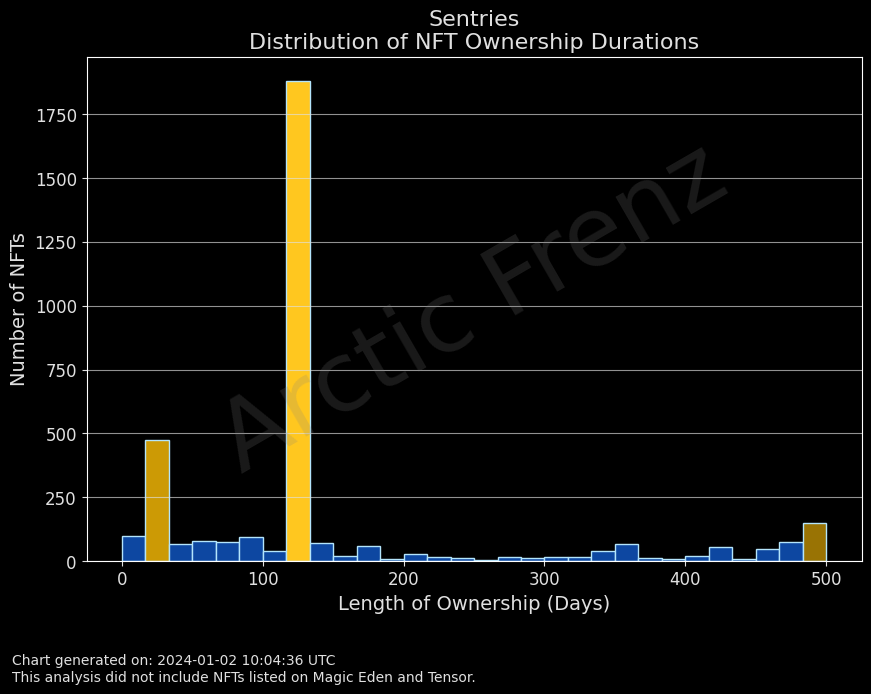 Sentries
Distribution of NFT Ownership Durations
Number of NFTs
1750
1500
1250
1000
750
500
250
0
Arctic Frenz
0 100 200 300 400 500
Length of Ownership (Days)
Chart generated on: 2024-01-02 10:04:36 UTC
This analysis did not include NFTs listed on Magic Eden and Tensor.